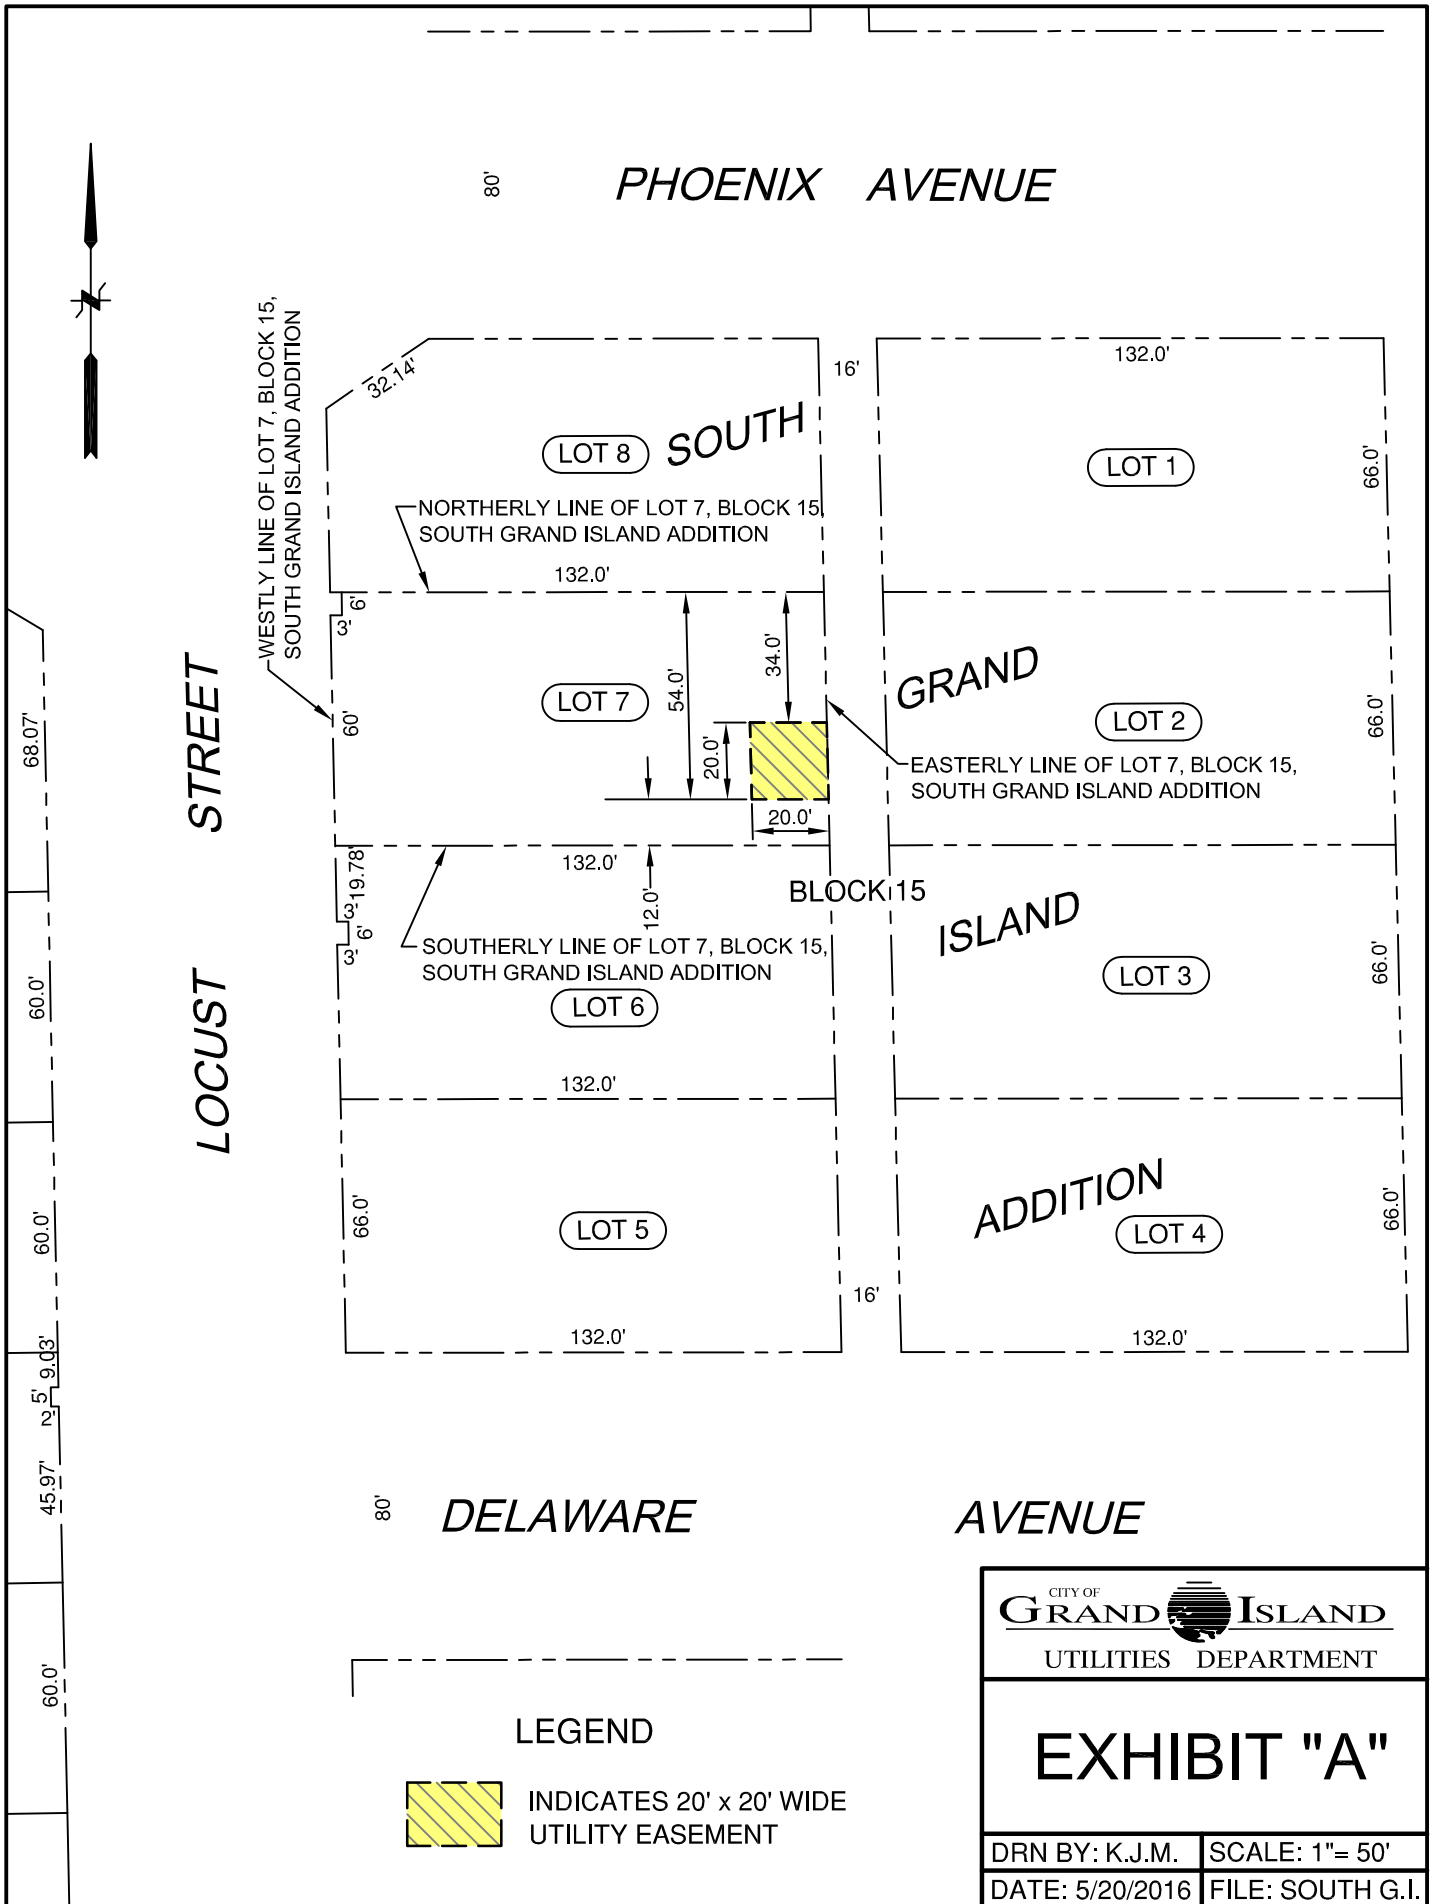 80'
PHOENIX AVENUE
WESTLY LINE OF LOT 7, BLOCK 15,
SOUTH GRAND ISLAND ADDITION
32.14'
16'
132.0'
LOT 8
SOUTH
LOT 1
66.0'
NORTHERLY LINE OF LOT 7, BLOCK 15,
SOUTH GRAND ISLAND ADDITION
132.0'
6'
3'
54.0'
34.0'
GRAND
LOT 7
60'
LOT 2
66.0'
20.0'
EASTERLY LINE OF LOT 7, BLOCK 15,
SOUTH GRAND ISLAND ADDITION
20.0'
68.07'
LOCUST STREET
19.78'
132.0'
BLOCK 15
3'
6'
3'
12.0'
SOUTHERLY LINE OF LOT 7, BLOCK 15,
SOUTH GRAND ISLAND ADDITION
ISLAND
LOT 3
66.0'
60.0'
LOT 6
132.0'
ADDITION
66.0'
LOT 5
LOT 4
66.0'
60.0'
16'
132.0'
132.0'
9.03'
5'
2'
45.97'
80'
DELAWARE AVENUE
60.0'
CITY OF
GRAND ISLAND
UTILITIES DEPARTMENT
LEGEND
INDICATES 20' x 20' WIDE
UTILITY EASEMENT
EXHIBIT "A"
DRN BY: K.J.M.
SCALE: 1"= 50'
DATE: 5/20/2016
FILE: SOUTH G.I.